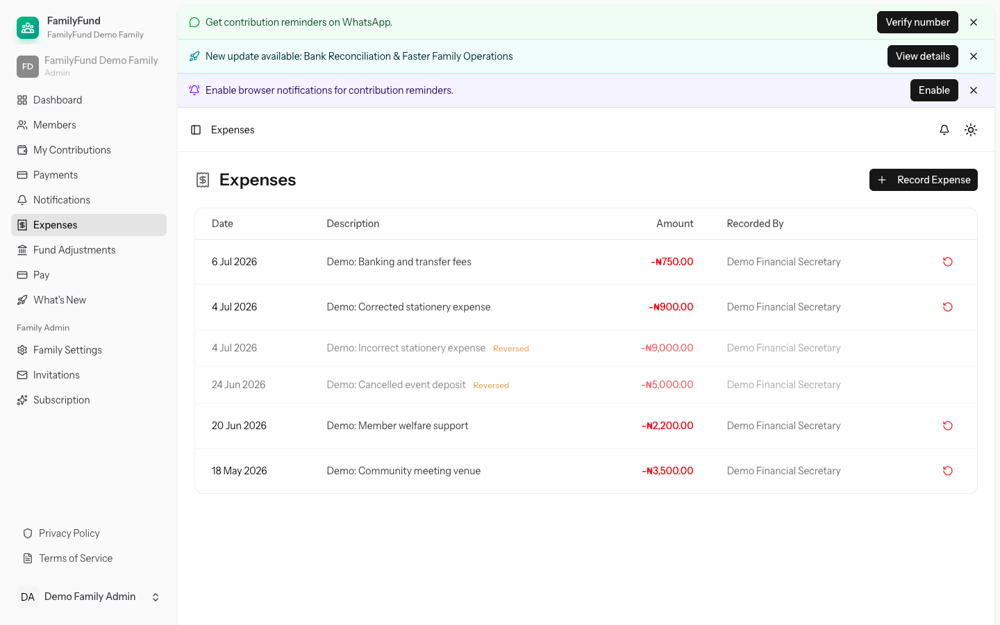 FamilyFund
FamilyFund Demo Family
FD
FamilyFund Demo Family
Admin
Dashboard
Members
My Contributions
Payments
Notifications
Expenses
Fund Adjustments
Pay
What's New
Family Admin
Family Settings
Invitations
Subscription
Privacy Policy
Terms of Service
DA Demo Family Admin
Get contribution reminders on WhatsApp. Verify number
New update available: Bank Reconciliation & Faster Family Operations View details
Enable browser notifications for contribution reminders. Enable
Expenses
Expenses
Record Expense
Date Description Amount Recorded By
6 Jul 2026 Demo: Banking and transfer fees -₦750.00 Demo Financial Secretary
4 Jul 2026 Demo: Corrected stationery expense -₦900.00 Demo Financial Secretary
4 Jul 2026 Demo: Incorrect stationery expense Reversed -₦9,000.00 Demo Financial Secretary
24 Jun 2026 Demo: Cancelled event deposit Reversed -₦5,000.00 Demo Financial Secretary
20 Jun 2026 Demo: Member welfare support -₦2,200.00 Demo Financial Secretary
18 May 2026 Demo: Community meeting venue -₦3,500.00 Demo Financial Secretary